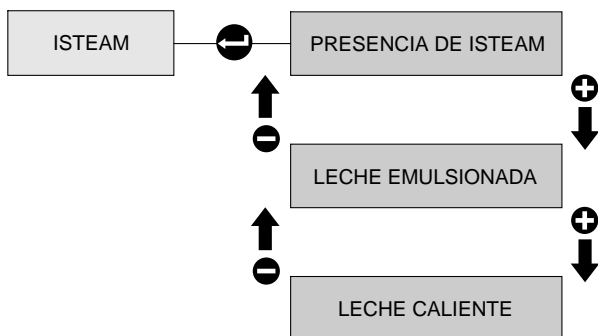 ISTEAM
PRESENCIA DE ISTEAM
LECHE EMULSIONADA
LECHE CALIENTE